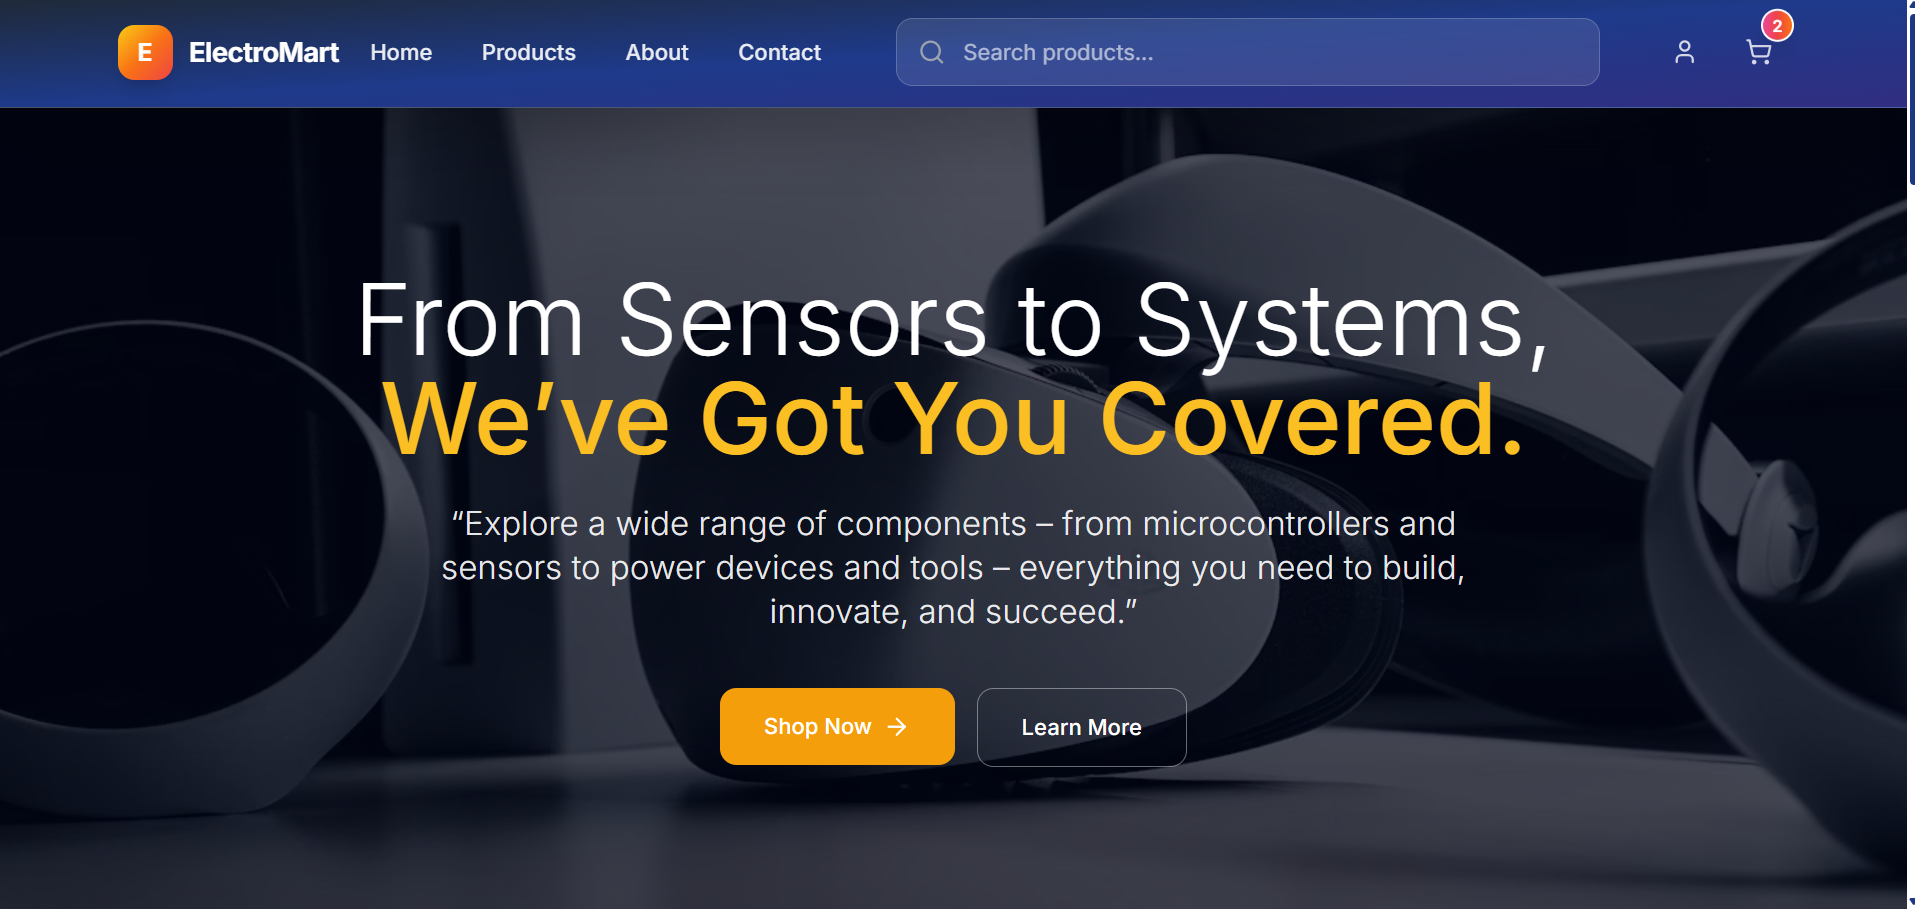 E
ElectroMart
Home
Products
About
Contact
Search products...
2
From Sensors to Systems,
We’ve Got You Covered.
“Explore a wide range of components – from microcontrollers and
sensors to power devices and tools – everything you need to build,
innovate, and succeed.”
Shop Now →
Learn More